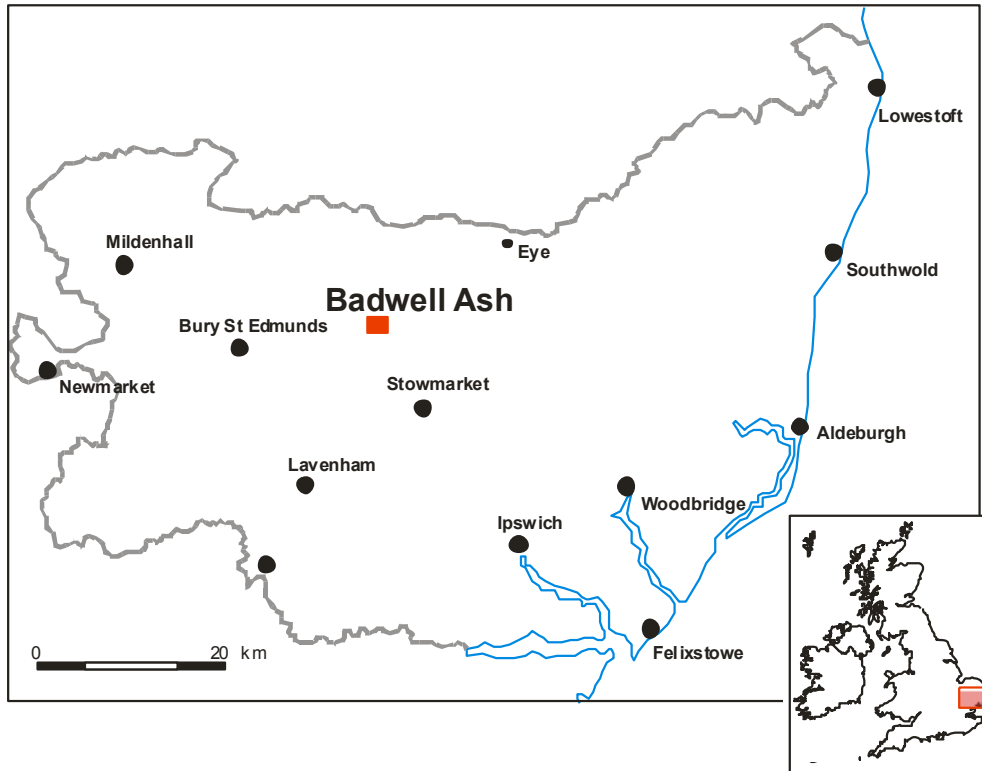 Lowestoft
Mildenhall
Eye
Southwold
Badwell Ash
Bury St Edmunds
Newmarket
Stowmarket
Aldeburgh
Lavenham
Woodbridge
Ipswich
0 20 km
Felixstowe